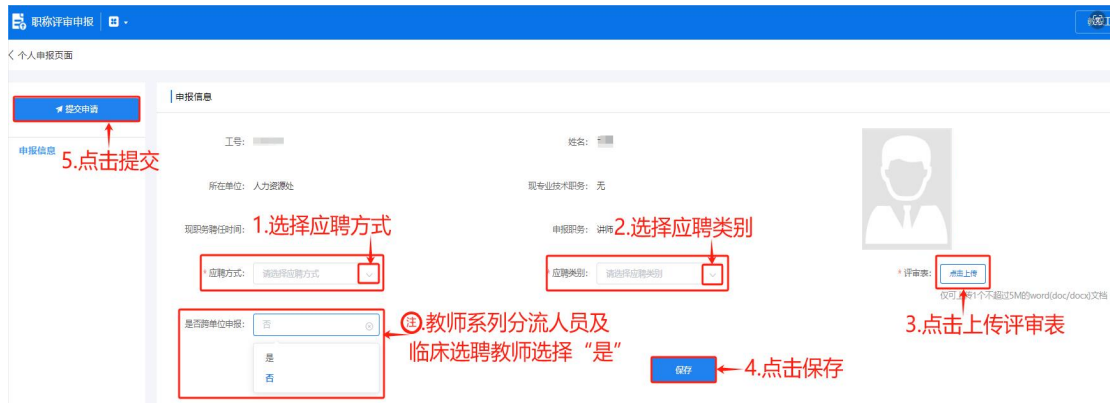 职称评审申报
个人申报页面
提交申请
申报信息
5.点击提交
申报信息
工号:
姓名:
所在单位: 人力资源处
现专业技术职务: 无
现职务聘任时间:
1.选择应聘方式
申报职务: 讲师
2.选择应聘类别
* 应聘方式: 请选择应聘方式
应聘类别: 请选择应聘类别
* 评审表: 点击上传
仅可上传1个不超过5M的word(doc/docx)文档
3.点击上传评审表
是否跨单位申报: 否
是
否
注.教师系列分流人员及
临床选聘教师选择“是”
保存
4.点击保存